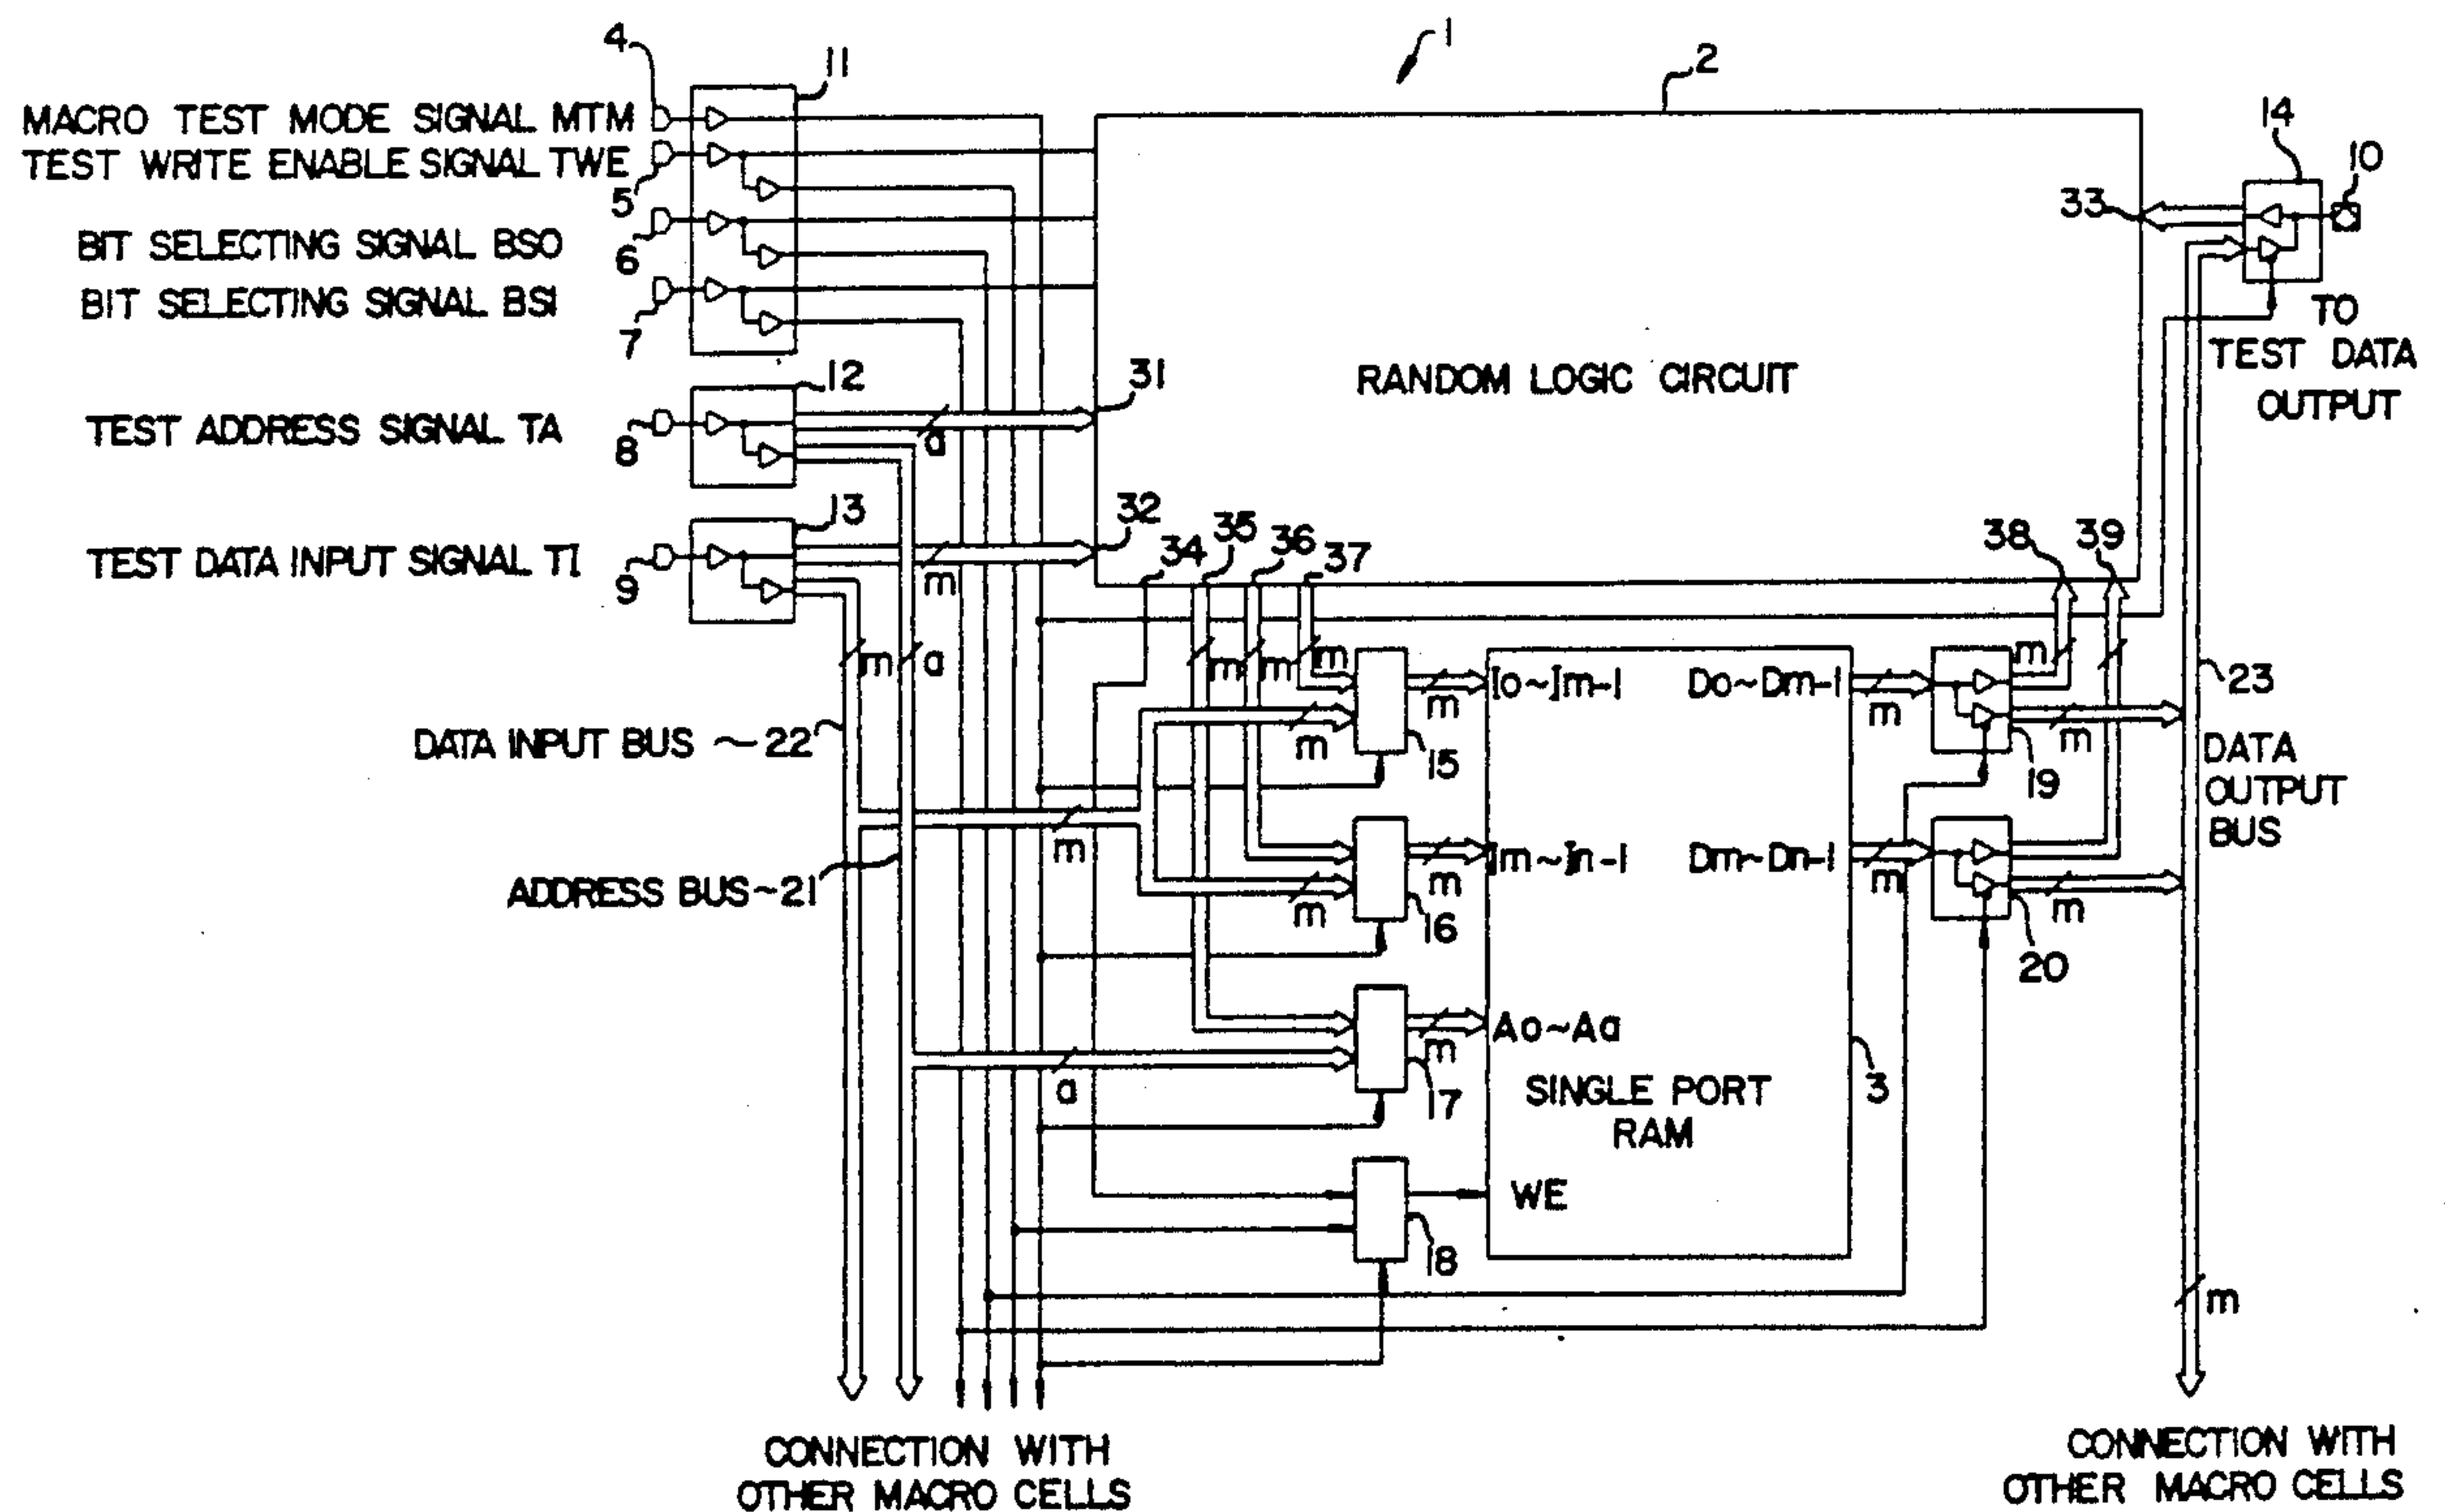 1
2
4
11
MACRO TEST MODE SIGNAL MTM
TEST WRITE ENABLE SIGNAL TWE
5
BIT SELECTING SIGNAL BSO
6
BIT SELECTING SIGNAL BSI
7
12
TEST ADDRESS SIGNAL TA
8
a
31
13
TEST DATA INPUT SIGNAL TI
9
m
32
RANDOM LOGIC CIRCUIT
14
10
33
TO
TEST DATA
OUTPUT
34
35
36
37
38
39
m
a
m
m
m
m
23
DATA INPUT BUS ~22
m
15
m
Io~Im-1
Do~Dm-1
m
19
m
DATA
OUTPUT
BUS
m
ADDRESS BUS~21
m
16
m
Im~In-1
Dm~Dn-1
m
20
m
a
17
m
Ao~Aa
SINGLE PORT
RAM
3
18
WE
m
CONNECTION WITH
OTHER MACRO CELLS
CONNECTION WITH
OTHER MACRO CELLS